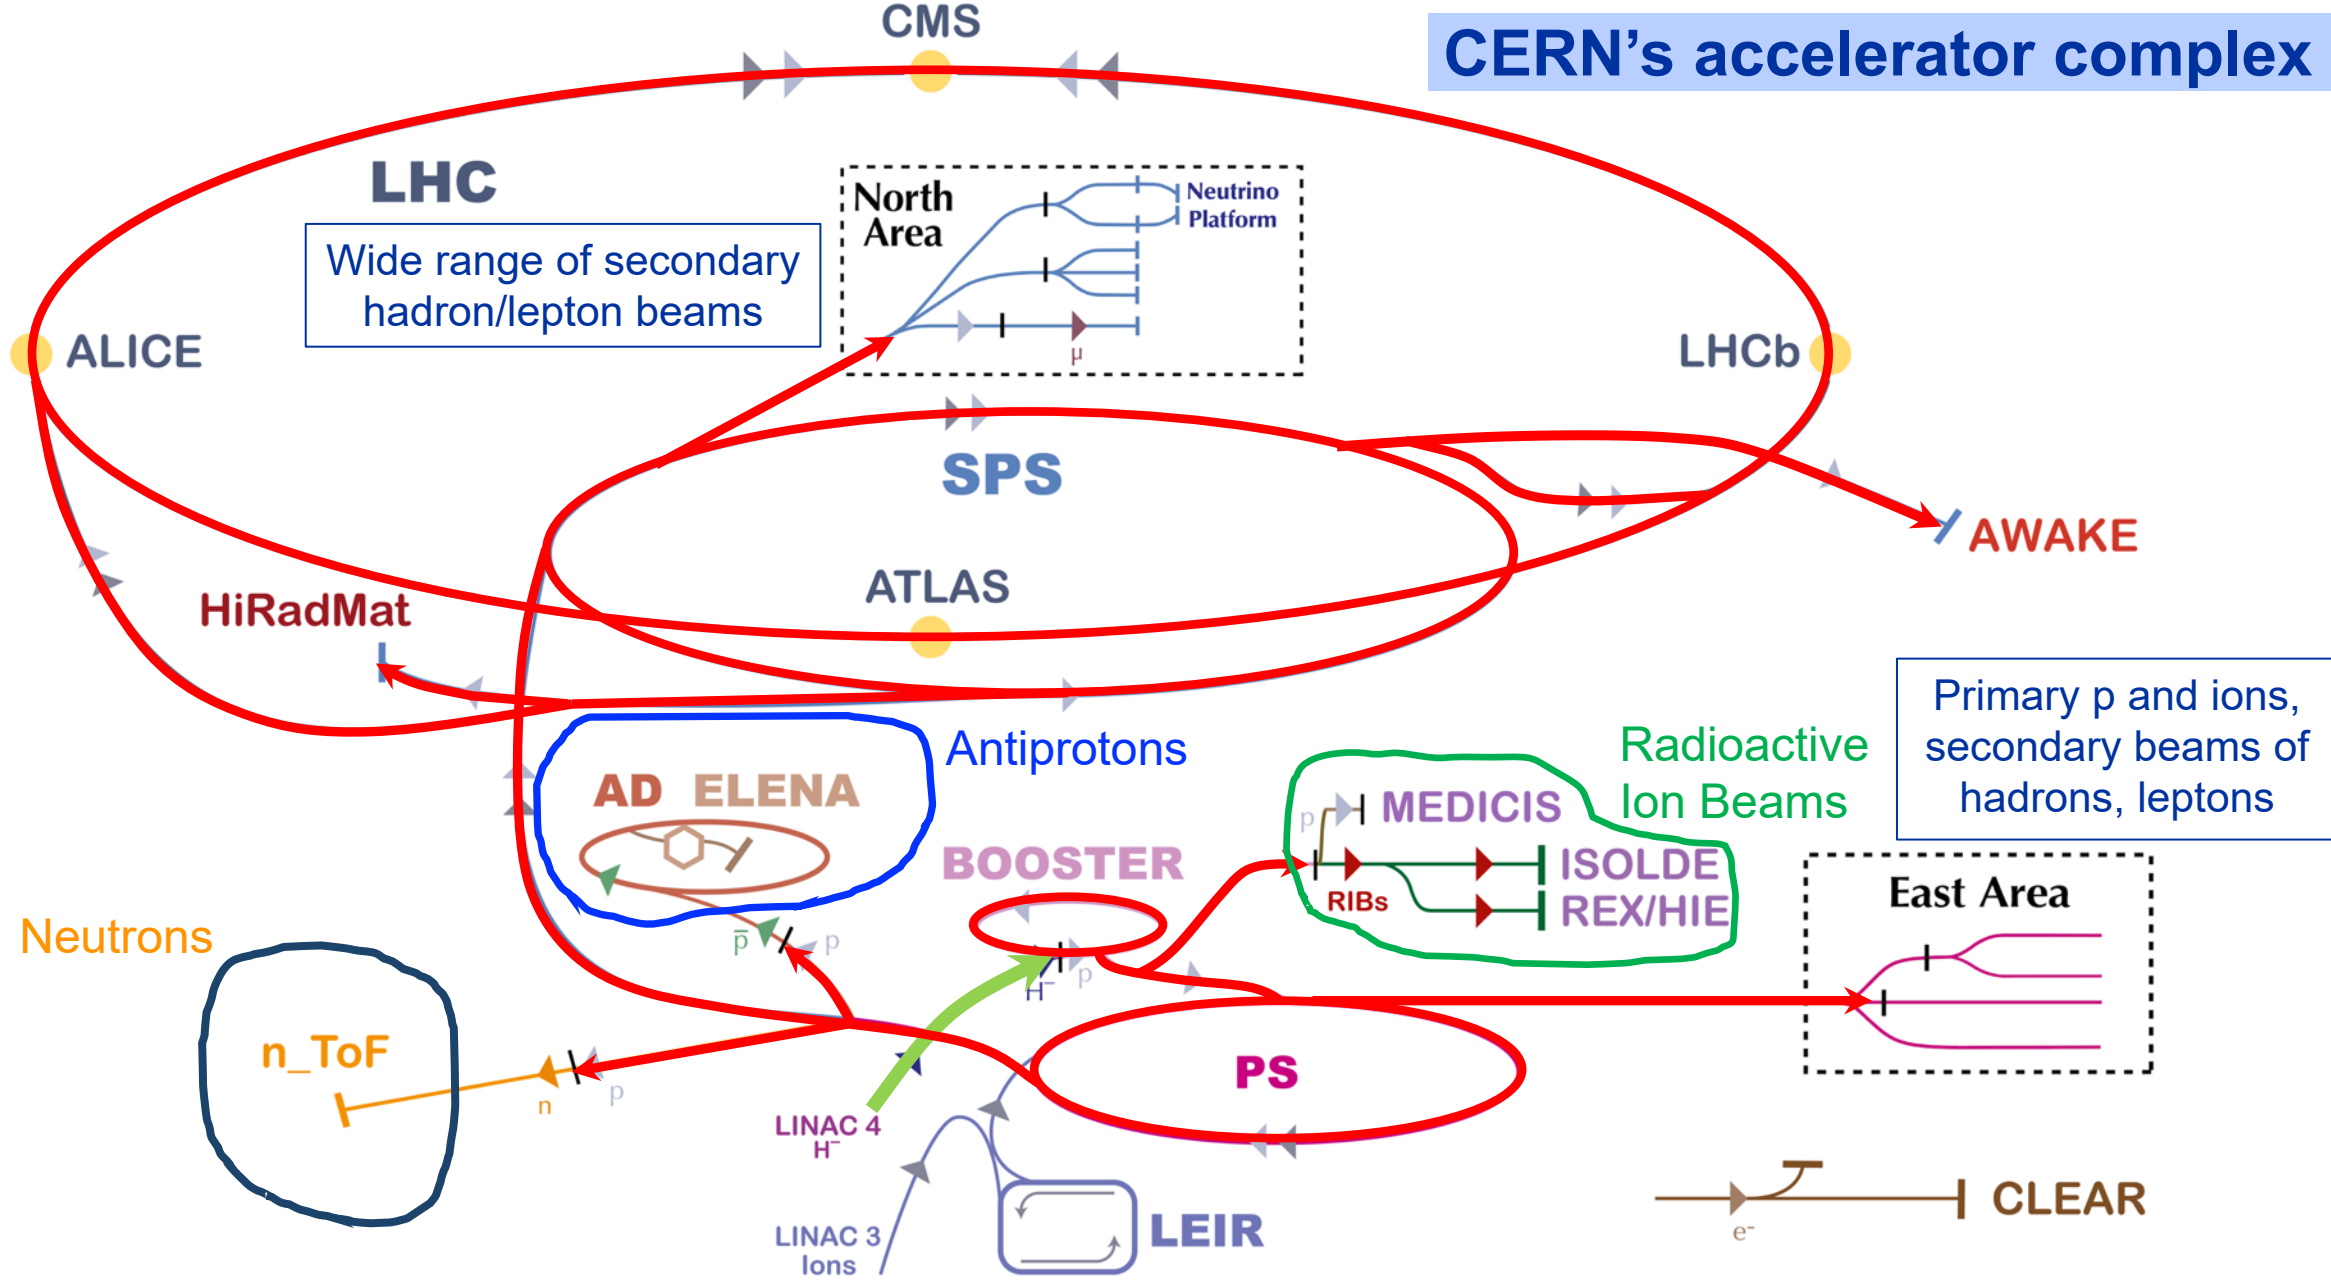 CMS
CERN's accelerator complex
LHC
North
Area
Neutrino
Platform
Wide range of secondary
hadron/lepton beams
μ
ALICE
LHCb
SPS
AWAKE
ATLAS
HiRadMat
Primary p and ions,
secondary beams of
hadrons, leptons
Antiprotons
Radioactive
Ion Beams
AD ELENA
p
MEDICIS
BOOSTER
ISOLDE
RIBs
REX/HIE
East Area
Neutrons
p̅
p
H⁻
p
n_ToF
n
p
PS
LINAC 4
H⁻
LINAC 3
Ions
LEIR
CLEAR
e⁻